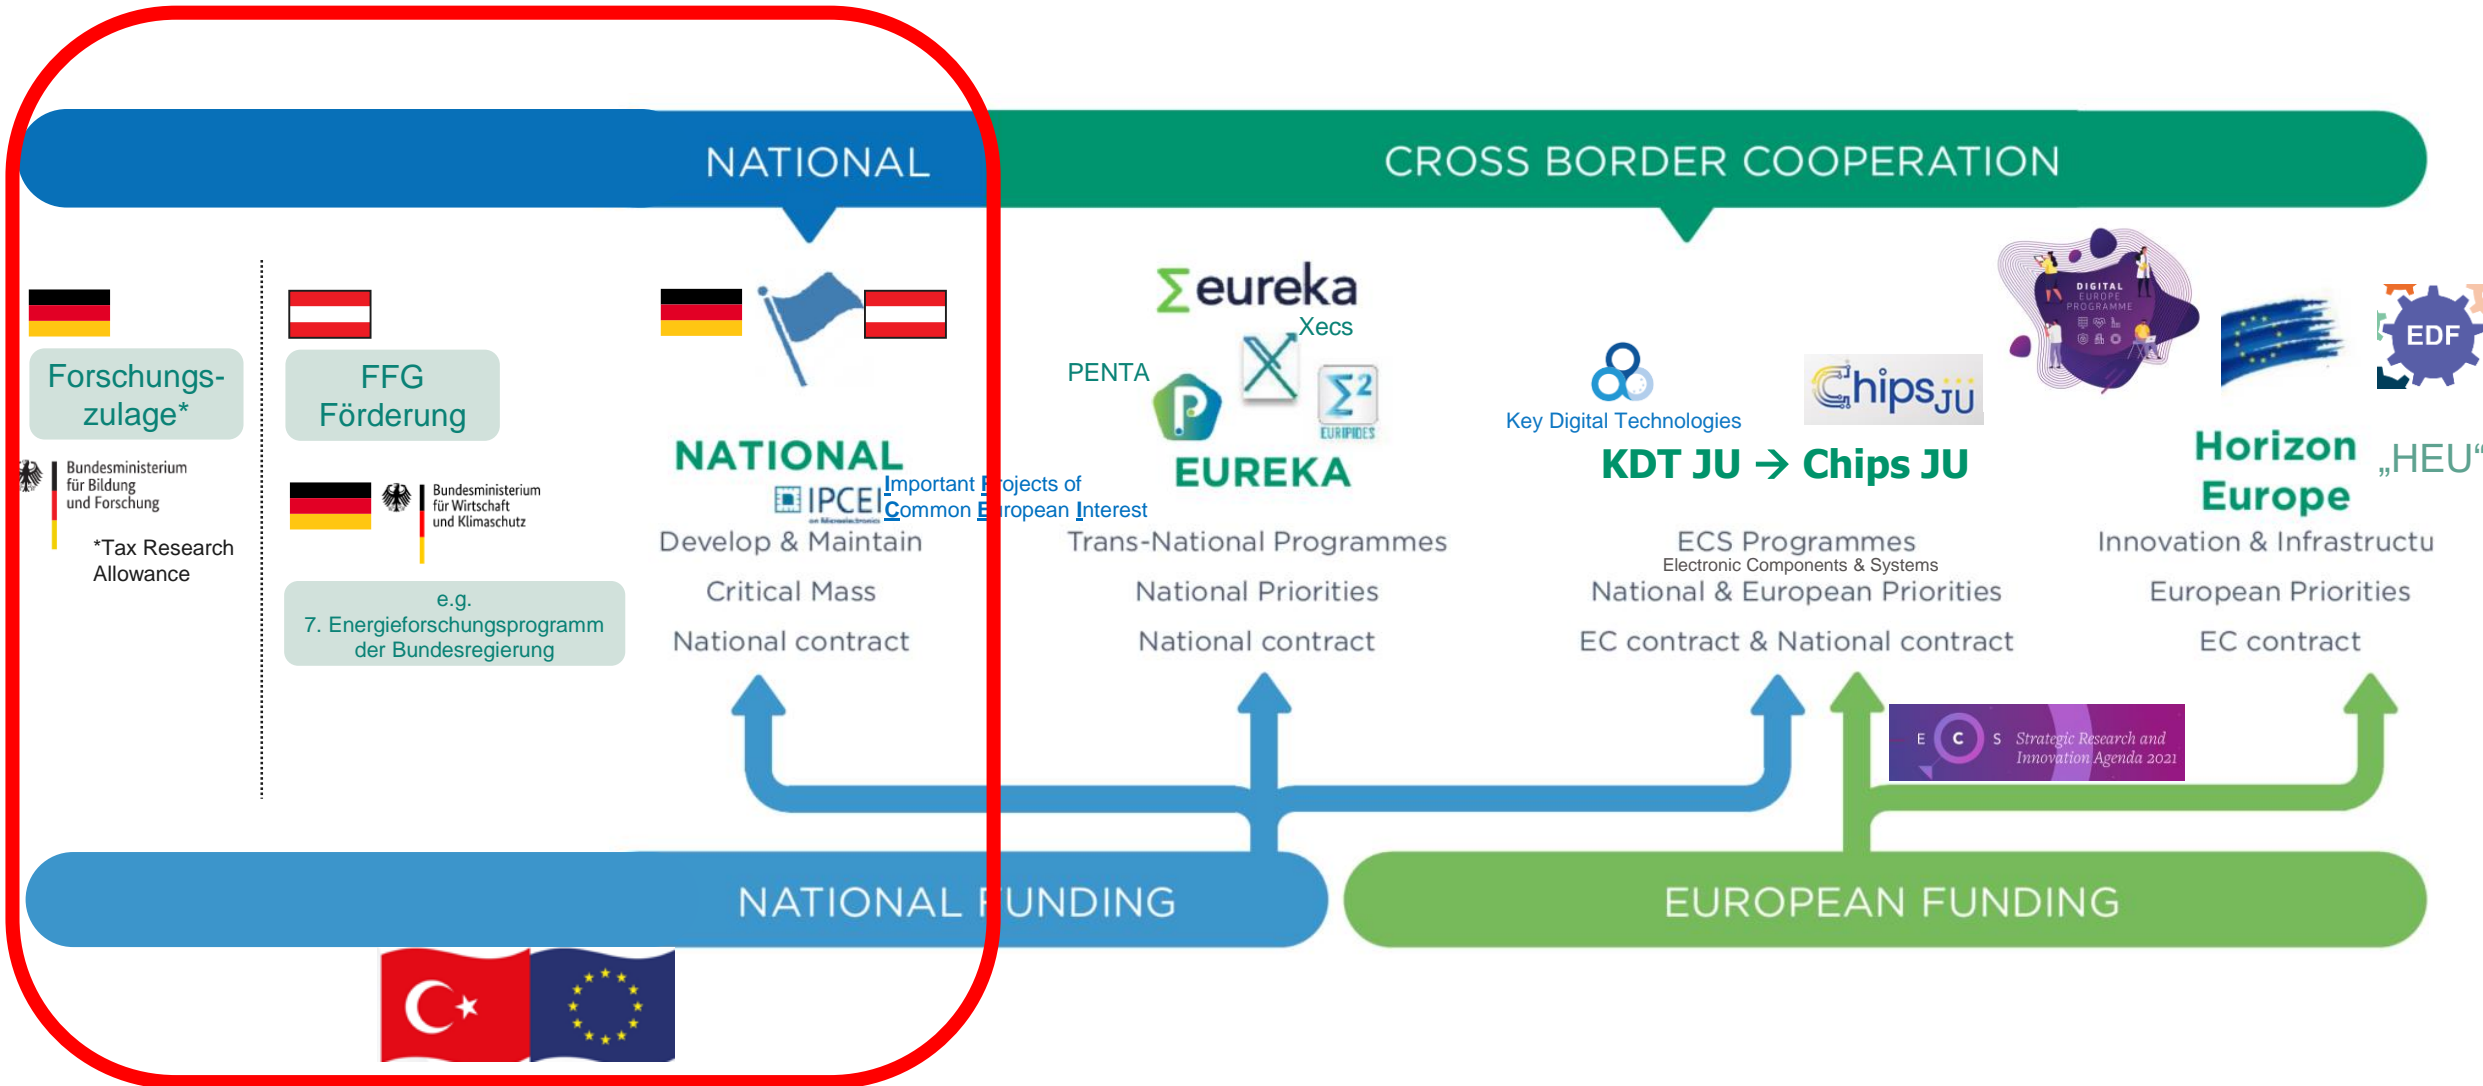 NATIONAL
CROSS BORDER COOPERATION
Forschungs-
zulage*
Bundesministerium
für Bildung
und Forschung
*Tax Research
Allowance
FFG
Förderung
Bundesministerium
für Wirtschaft
und Klimaschutz
e.g.
7. Energieforschungsprogramm
der Bundesregierung
NATIONAL
IPCEI
on Microelectronics
Important Projects of
Common European Interest
Develop & Maintain
Critical Mass
National contract
eureka
Xecs
PENTA
P
Σ²
EURIPIDES
EUREKA
Trans-National Programmes
National Priorities
National contract
Key Digital Technologies
Chips JU
KDT JU → Chips JU
ECS Programmes
Electronic Components & Systems
National & European Priorities
EC contract & National contract
DIGITAL
EUROPE
PROGRAMME
EDF
Horizon
Europe
„HEU“
Innovation & Infrastructu
European Priorities
EC contract
E C S Strategic Research and
Innovation Agenda 2021
NATIONAL FUNDING
EUROPEAN FUNDING